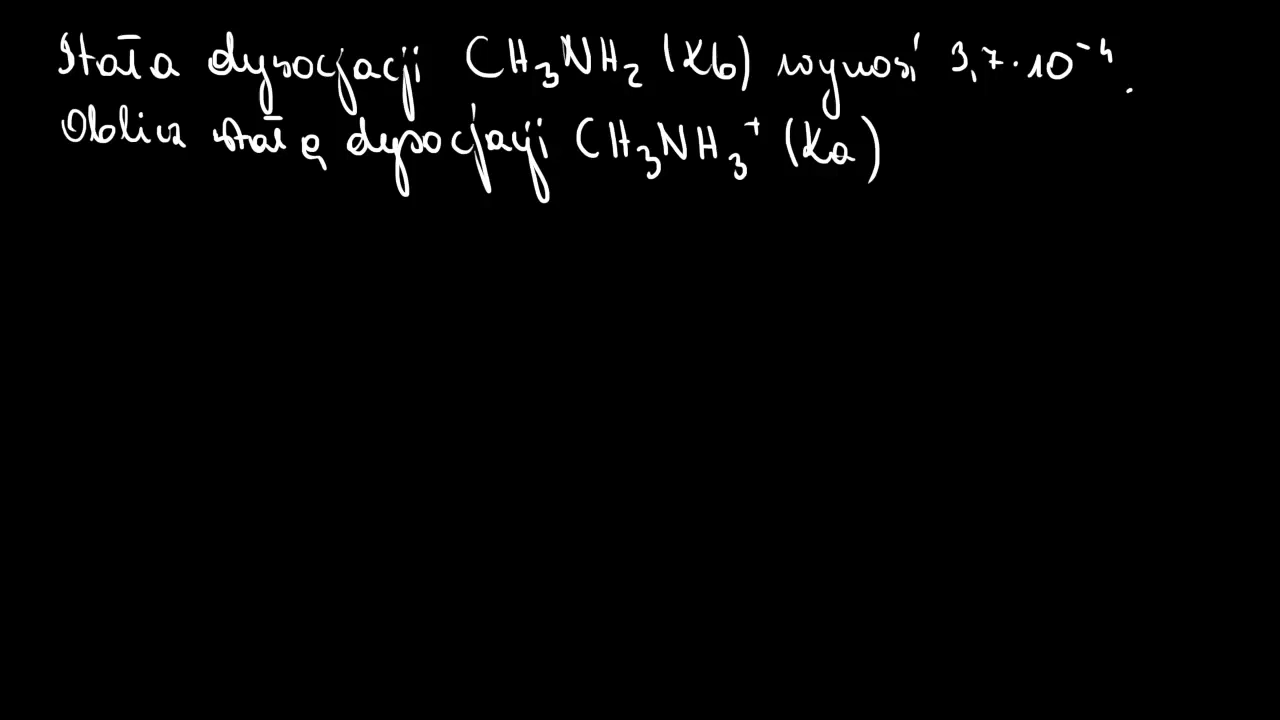 Stała dysocjacji CH₃NH₂ (Kb) wynosi 3,7·10⁻⁴.
Oblicz stałą dysocjacji CH₃NH₃⁺ (Ka)